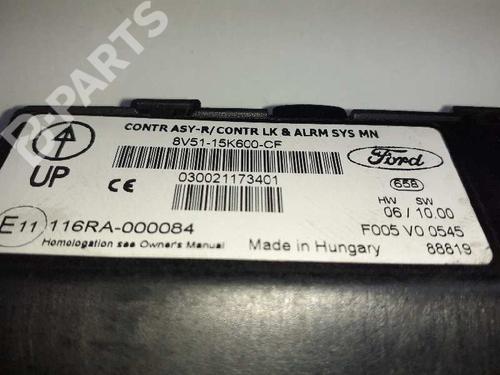 B-PARTS
CONTR ASY-R/CONTR LK & ALRM SYS MN
8V51-15K600-CF
Ford
UP
CE
030021173401
658
HW SW
06 / 10.00
E11 116RA-000084
F005 V0 0545
Homologation see Owner's Manual
Made in Hungary
88819